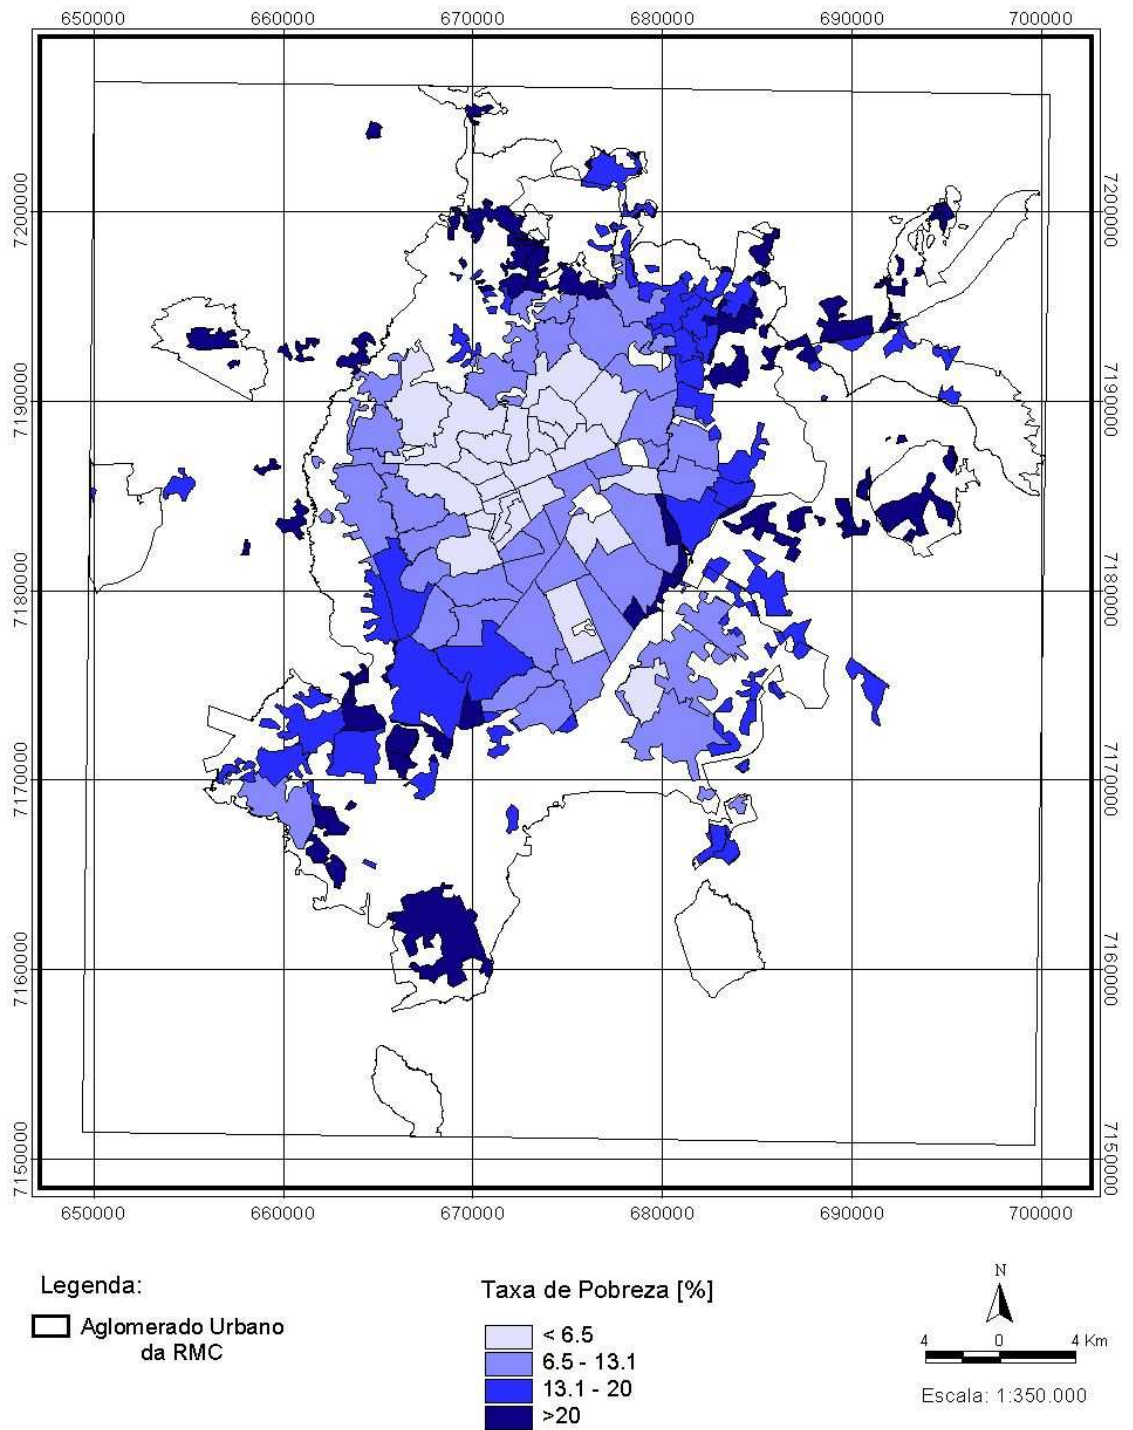 650000 660000 670000 680000 690000 700000
7200000 7200000
7190000 7190000
7180000 7180000
7170000 7170000
7160000 7160000
7150000 7150000
650000 660000 670000 680000 690000 700000
Legenda:
Aglomerado Urbano
da RMC
Taxa de Pobreza [%]
< 6.5
6.5 - 13.1
13.1 - 20
>20
N
4 0 4 Km
Escala: 1:350.000